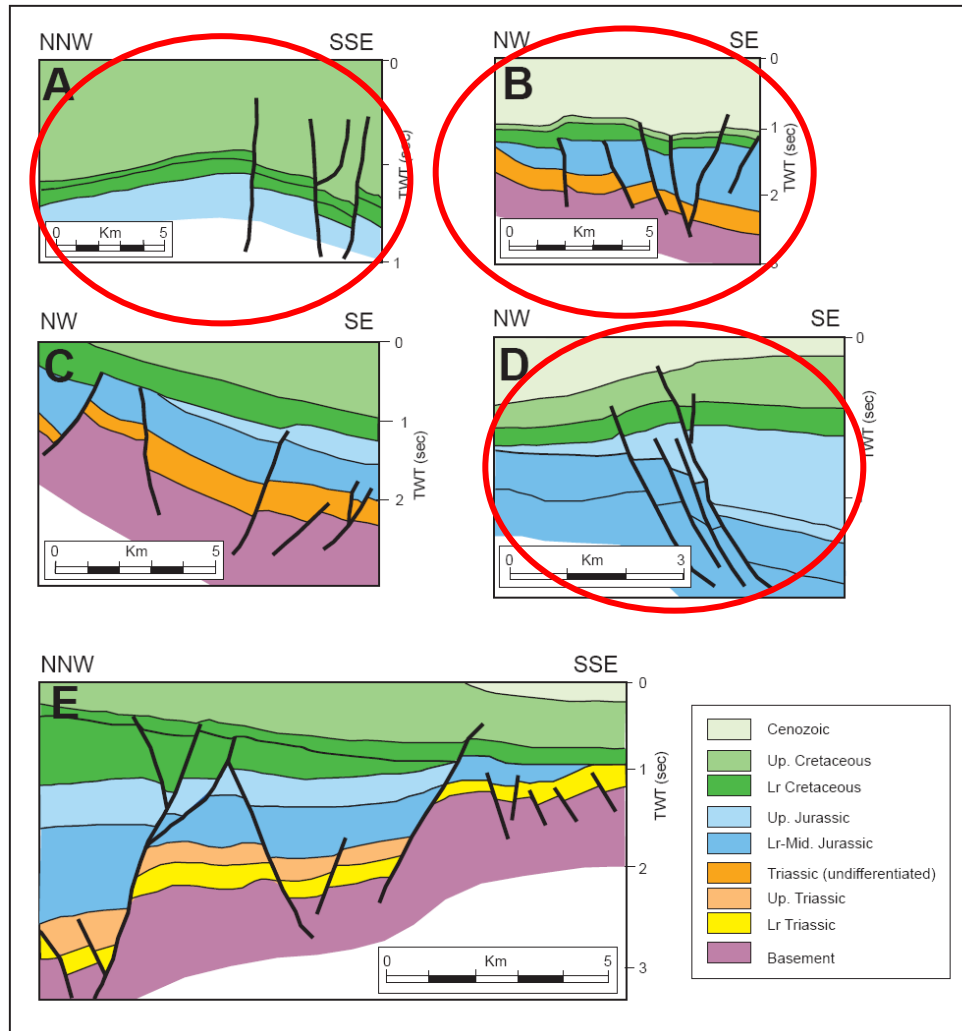 NNW SSE
A
0
TWT (sec)
1
0 Km 5
NW SE
B
0
1
TWT (sec)
2
0 Km 5
NW SE
C
0
1
TWT (sec)
2
0 Km 5
NW SE
D
0
TWT (sec)
0 Km 3
NNW SSE
E
0
1
TWT (sec)
2
3
0 Km 5
Cenozoic
Up. Cretaceous
Lr Cretaceous
Up. Jurassic
Lr-Mid. Jurassic
Triassic (undifferentiated)
Up. Triassic
Lr Triassic
Basement